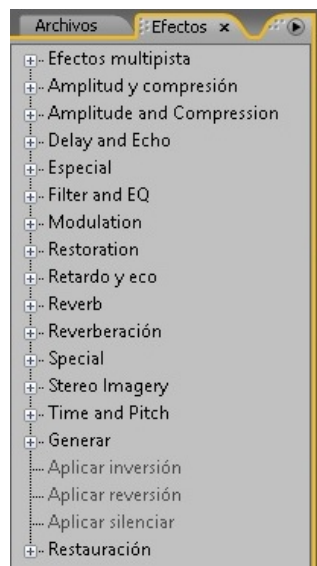 Archivos Efectos x
Efectos multipista
Amplitud y compresión
Amplitude and Compression
Delay and Echo
Especial
Filter and EQ
Modulation
Restoration
Retardo y eco
Reverb
Reverberación
Special
Stereo Imagery
Time and Pitch
Generar
Aplicar inversión
Aplicar reversión
Aplicar silenciar
Restauración